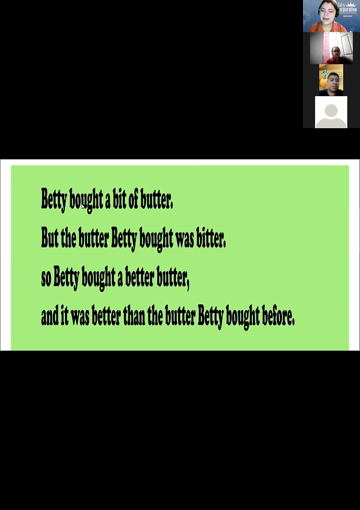 Betty bought a bit of butter.
But the butter Betty bought was bitter.
so Betty bought a better butter,
and it was better than the butter Betty bought before.